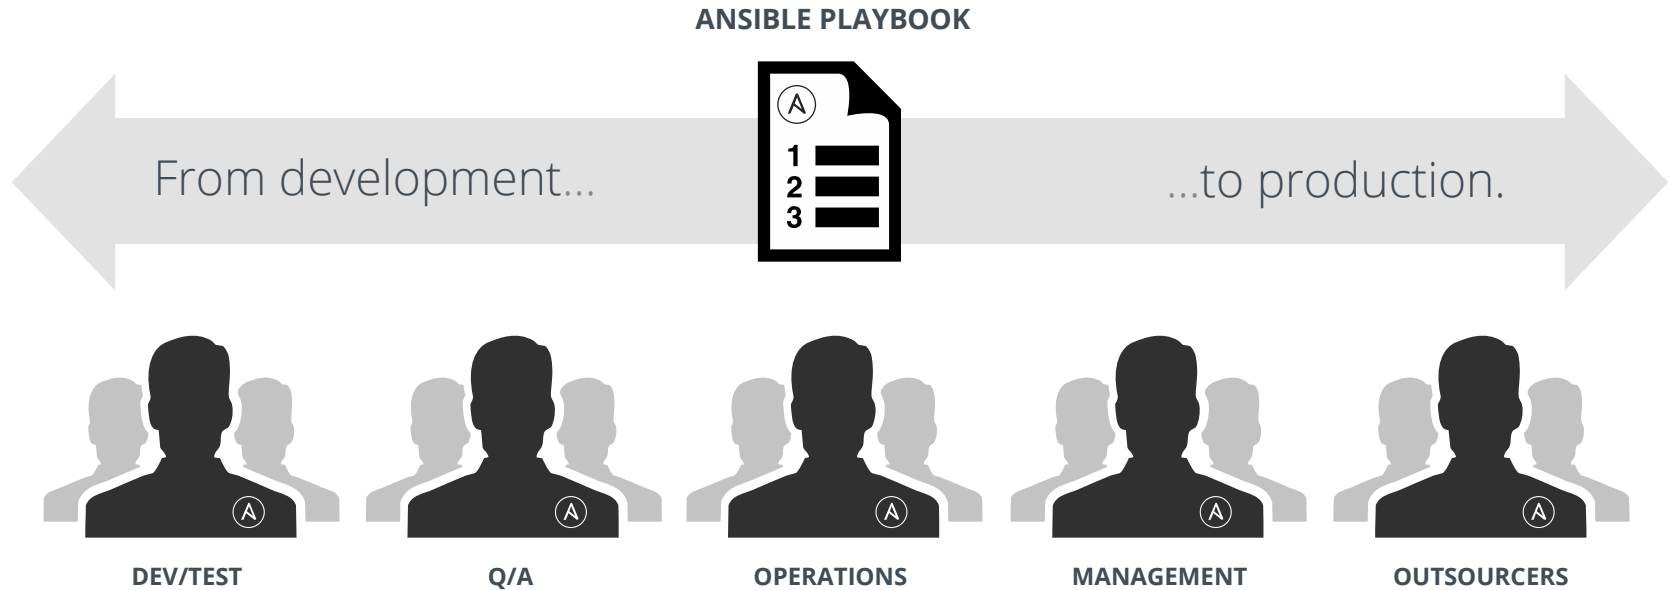 ANSIBLE PLAYBOOK
From development...
...to production.
1
2
3
DEV/TEST
Q/A
OPERATIONS
MANAGEMENT
OUTSOURCERS